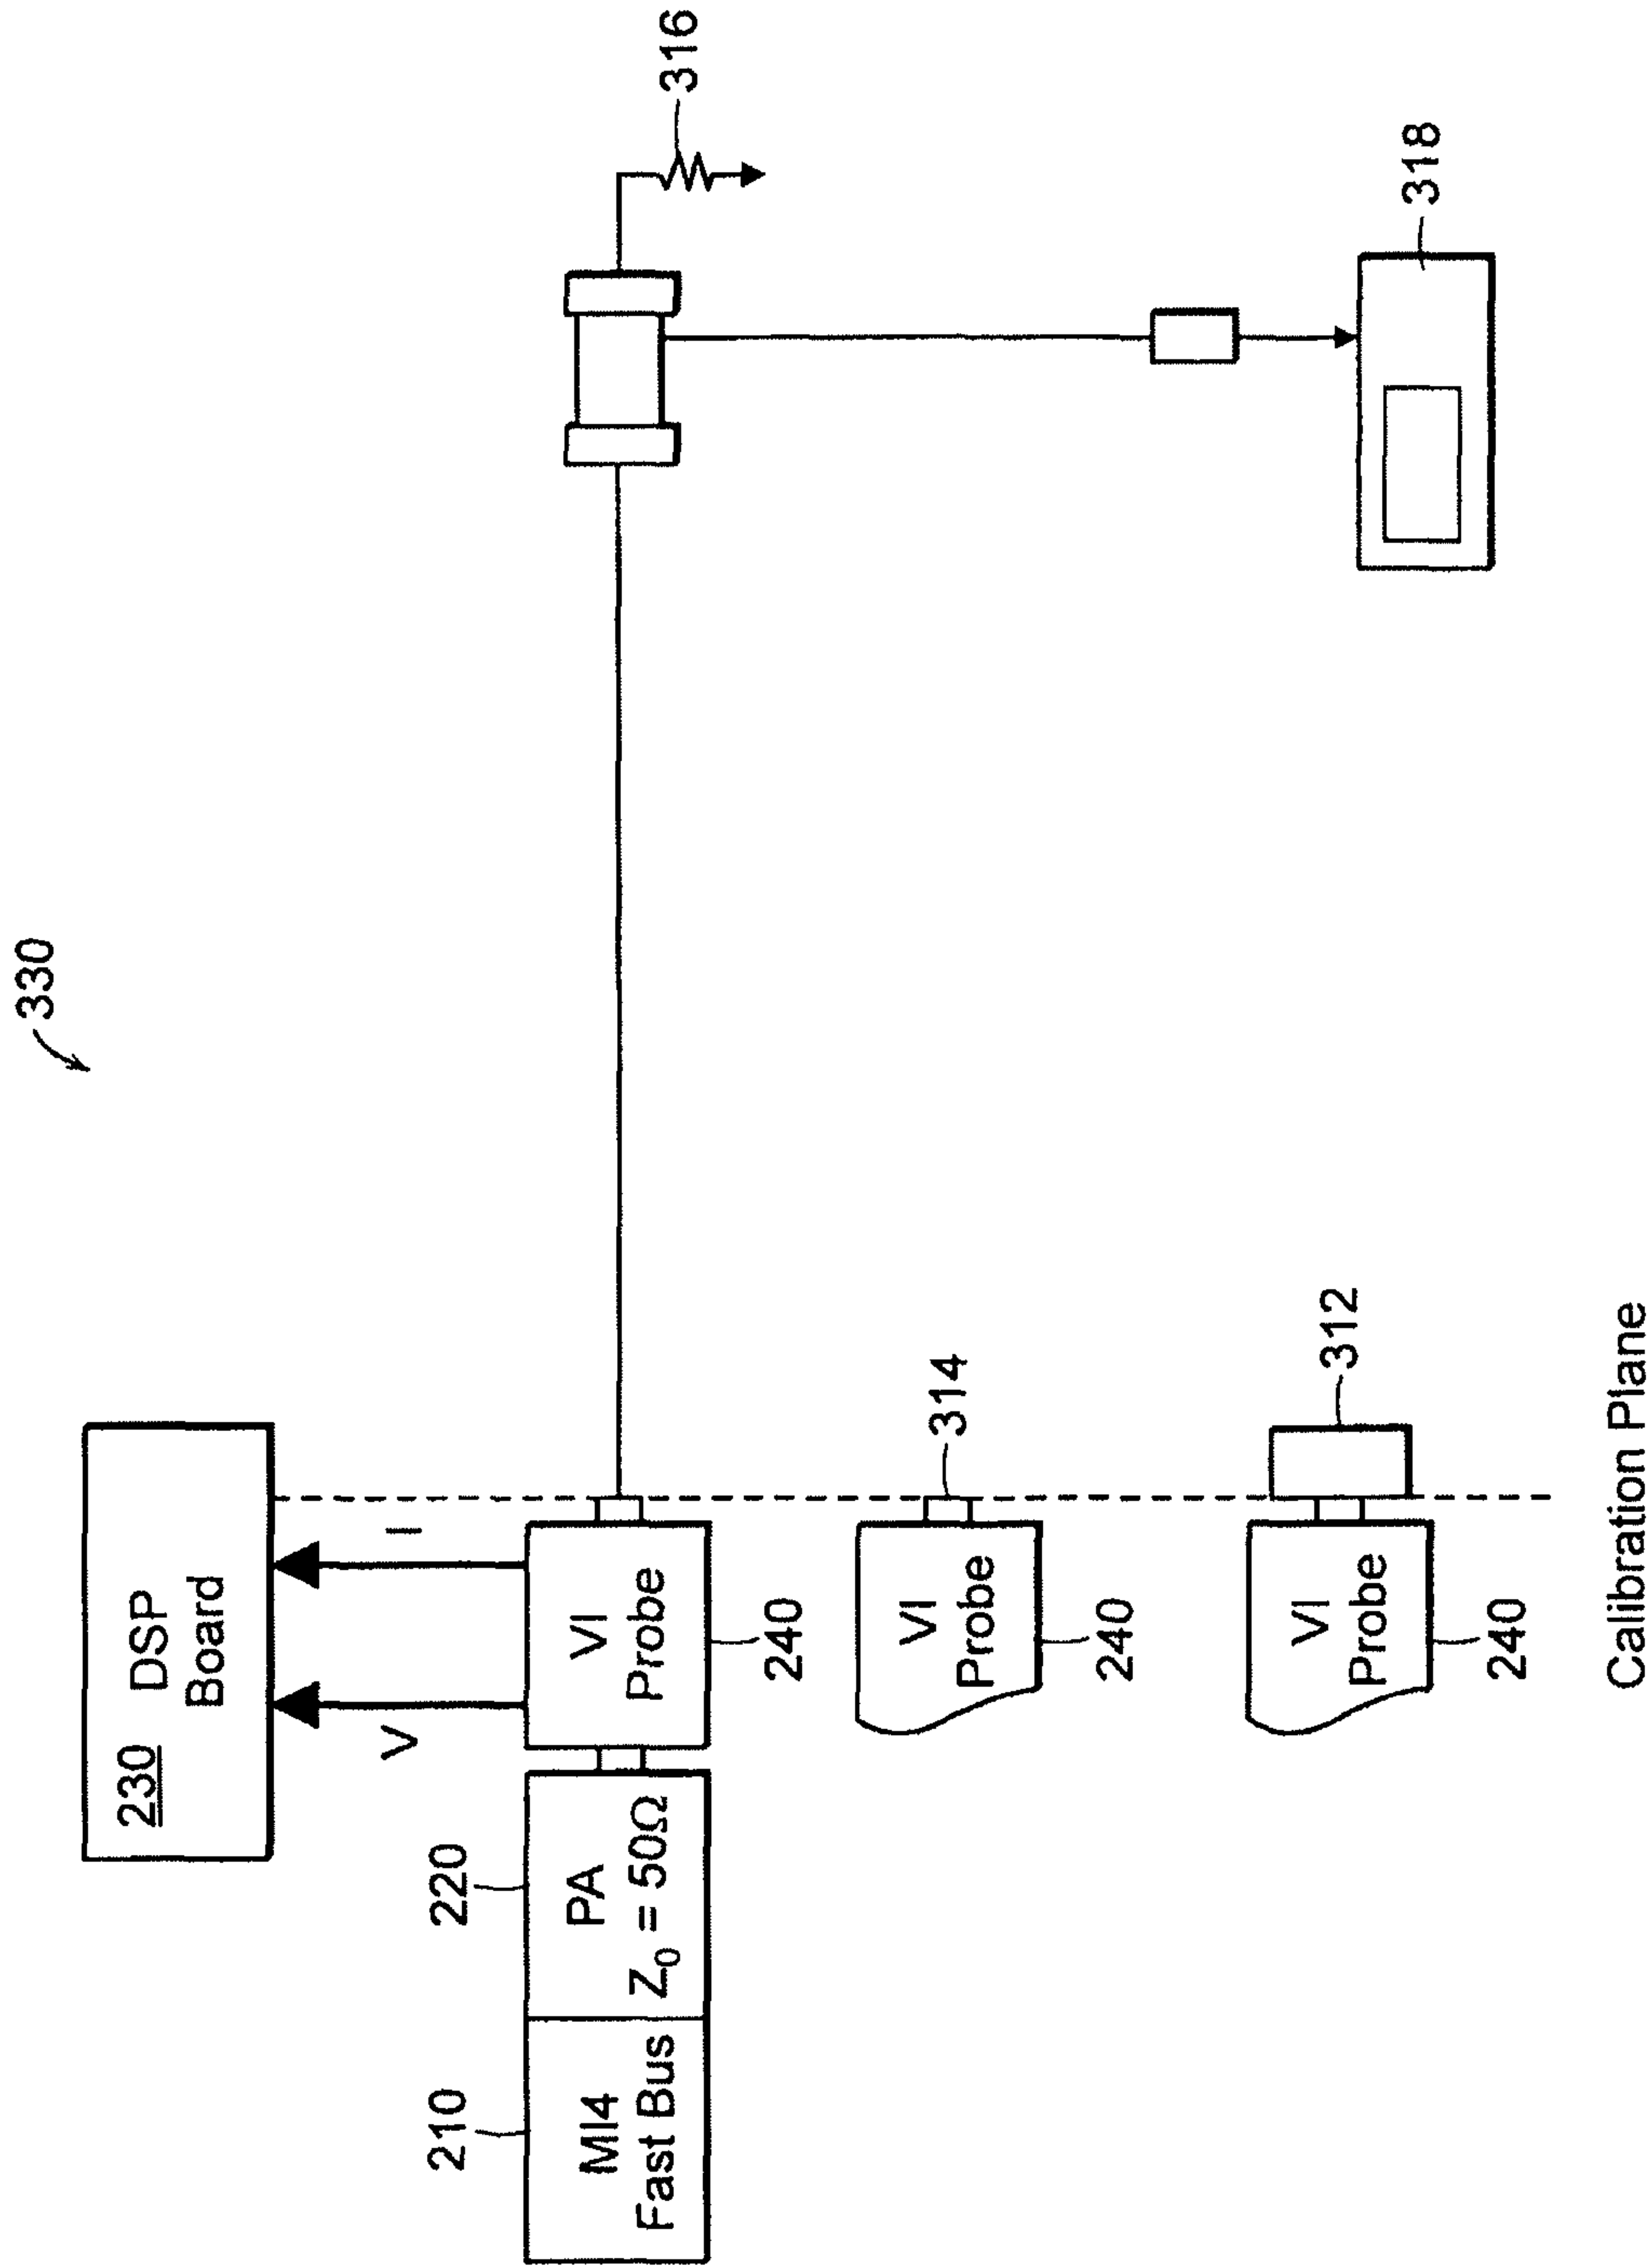 330
230 DSP
Board
V
I
210
220
MI4
Fast Bus
PA
Z₀ = 50Ω
VI
Probe
240
316
VI
Probe
314
240
VI
Probe
312
240
318
Calibration Plane